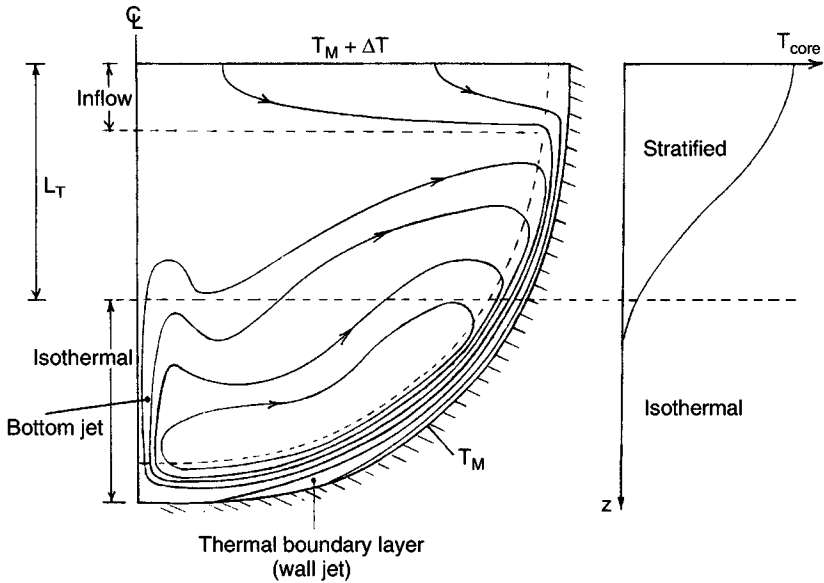 ℄
T_M + ΔT
T_core
Inflow
Stratified
L_T
Isothermal
Bottom jet
Isothermal
T_M
z
Thermal boundary layer
(wall jet)